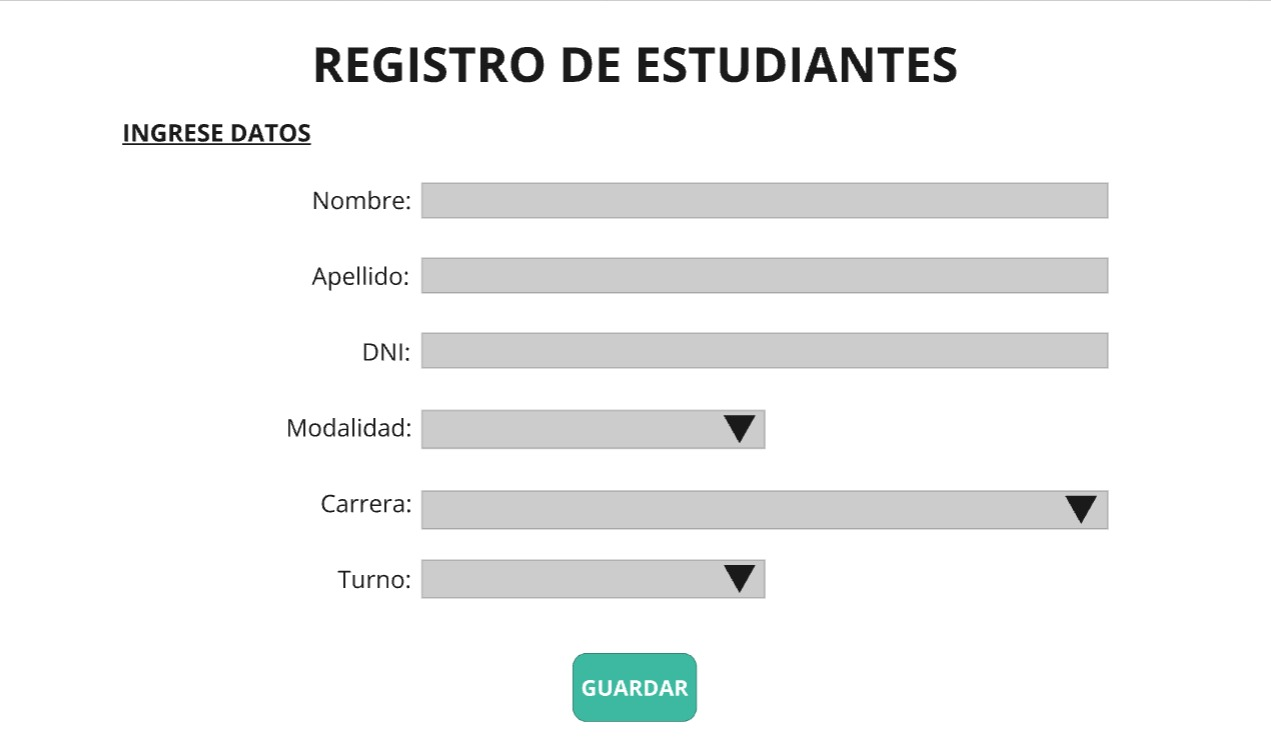 REGISTRO DE ESTUDIANTES
INGRESE DATOS
Nombre:
Apellido:
DNI:
Modalidad:
Carrera:
Turno:
GUARDAR